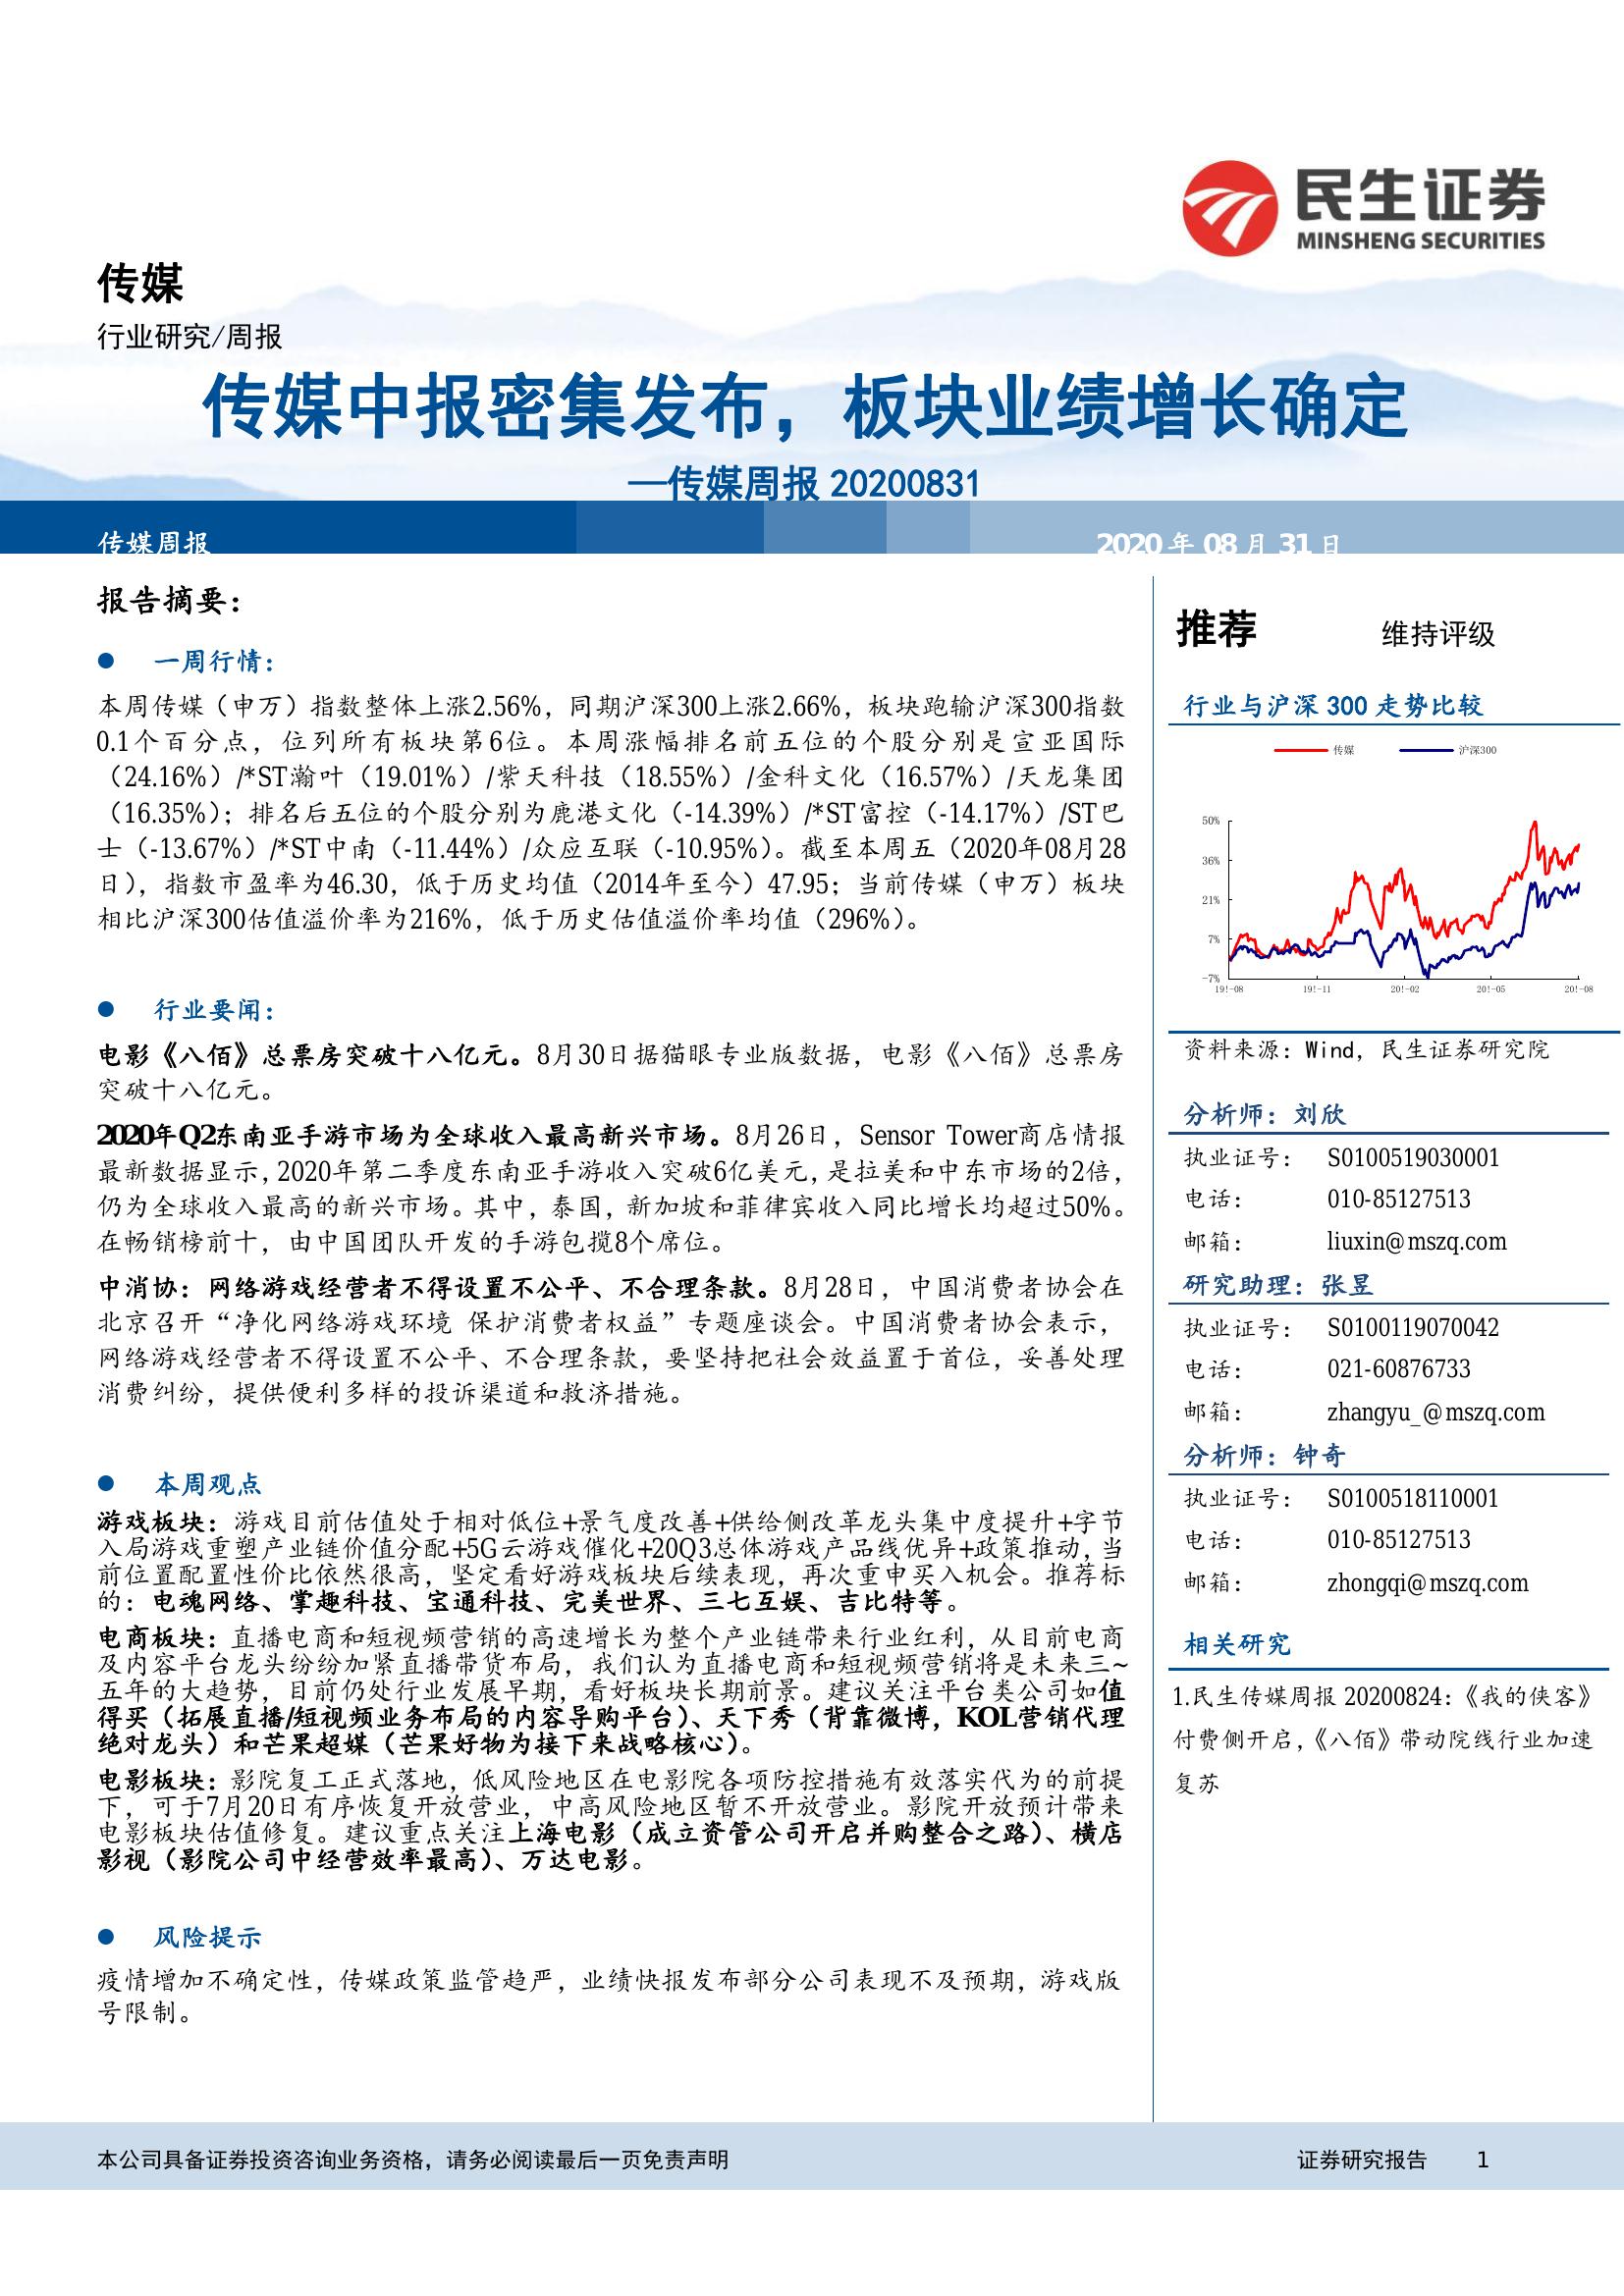 民生证券
MINSHENG SECURITIES
传媒
行业研究/周报
传媒中报密集发布，板块业绩增长确定
—传媒周报 20200831
传媒周报
2020 年 08 月 31 日
报告摘要：
● 一周行情：
本周传媒（申万）指数整体上涨2.56%，同期沪深300上涨2.66%，板块跑输沪深300指数
0.1个百分点，位列所有板块第6位。本周涨幅排名前五位的个股分别是宣亚国际
（24.16%）/*ST瀚叶（19.01%）/紫天科技（18.55%）/金科文化（16.57%）/天龙集团
（16.35%）；排名后五位的个股分别为鹿港文化（-14.39%）/*ST富控（-14.17%）/ST巴
士（-13.67%）/*ST中南（-11.44%）/众应互联（-10.95%）。截至本周五（2020年08月28
日），指数市盈率为46.30，低于历史均值（2014年至今）47.95；当前传媒（申万）板块
相比沪深300估值溢价率为216%，低于历史估值溢价率均值（296%）。
● 行业要闻：
电影《八佰》总票房突破十八亿元。8月30日据猫眼专业版数据，电影《八佰》总票房
突破十八亿元。
2020年Q2东南亚手游市场为全球收入最高新兴市场。8月26日，Sensor Tower商店情报
最新数据显示，2020年第二季度东南亚手游收入突破6亿美元，是拉美和中东市场的2倍，
仍为全球收入最高的新兴市场。其中，泰国，新加坡和菲律宾收入同比增长均超过50%。
在畅销榜前十，由中国团队开发的手游包揽8个席位。
中消协：网络游戏经营者不得设置不公平、不合理条款。8月28日，中国消费者协会在
北京召开“净化网络游戏环境 保护消费者权益”专题座谈会。中国消费者协会表示，
网络游戏经营者不得设置不公平、不合理条款，要坚持把社会效益置于首位，妥善处理
消费纠纷，提供便利多样的投诉渠道和救济措施。
● 本周观点
游戏板块：游戏目前估值处于相对低位+景气度改善+供给侧改革龙头集中度提升+字节
入局游戏重塑产业链价值分配+5G云游戏催化+20Q3总体游戏产品线优异+政策推动，当
前位置配置性价比依然很高，坚定看好游戏板块后续表现，再次重申买入机会。推荐标
的：电魂网络、掌趣科技、宝通科技、完美世界、三七互娱、吉比特等。
电商板块：直播电商和短视频营销的高速增长为整个产业链带来行业红利，从目前电商
及内容平台龙头纷纷加紧直播带货布局，我们认为直播电商和短视频营销将是未来三~
五年的大趋势，目前仍处行业发展早期，看好板块长期前景。建议关注平台类公司如值
得买（拓展直播/短视频业务布局的内容导购平台）、天下秀（背靠微博，KOL营销代理
绝对龙头）和芒果超媒（芒果好物为接下来战略核心）。
电影板块：影院复工正式落地，低风险地区在电影院各项防控措施有效落实代为的前提
下，可于7月20日有序恢复开放营业，中高风险地区暂不开放营业。影院开放预计带来
电影板块估值修复。建议重点关注上海电影（成立资管公司开启并购整合之路）、横店
影视（影院公司中经营效率最高）、万达电影。
● 风险提示
疫情增加不确定性，传媒政策监管趋严，业绩快报发布部分公司表现不及预期，游戏版
号限制。
推荐 维持评级
行业与沪深 300 走势比较
传媒 沪深300
50%
36%
21%
7%
-7%
19!-08 19!-11 20!-02 20!-05 20!-08
资料来源：Wind，民生证券研究院
分析师：刘欣
执业证号： S0100519030001
电话： 010-85127513
邮箱： liuxin@mszq.com
研究助理：张昱
执业证号： S0100119070042
电话： 021-60876733
邮箱： zhangyu_@mszq.com
分析师：钟奇
执业证号： S0100518110001
电话： 010-85127513
邮箱： zhongqi@mszq.com
相关研究
1.民生传媒周报 20200824：《我的侠客》
付费侧开启，《八佰》带动院线行业加速
复苏
本公司具备证券投资咨询业务资格，请务必阅读最后一页免责声明
证券研究报告 1